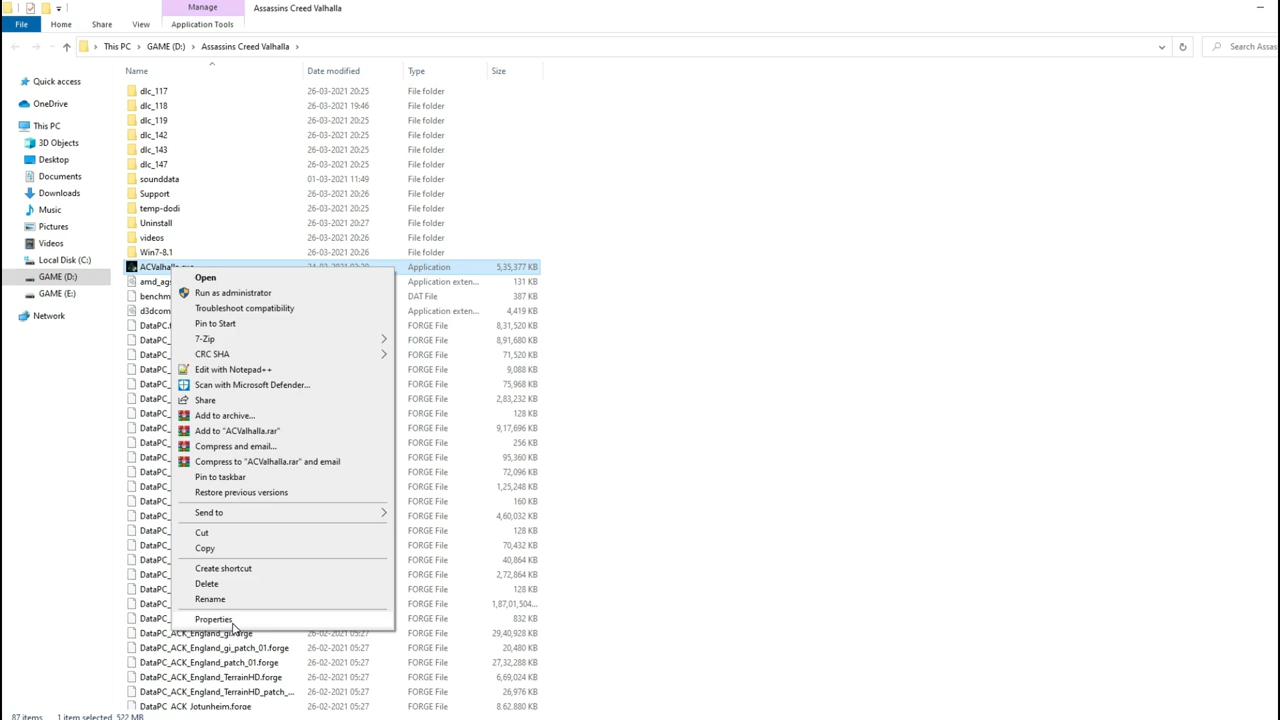 Manage
Assassins Creed Valhalla
File
Home
Share
View
Application Tools
This PC
GAME (D:)
Assassins Creed Valhalla
Search Assas
Name
Date modified
Type
Size
Quick access
OneDrive
This PC
3D Objects
Desktop
Documents
Downloads
Music
Pictures
Videos
Local Disk (C:)
GAME (D:)
GAME (E:)
Network
dlc_117 26-03-2021 20:25 File folder
dlc_118 26-03-2021 19:46 File folder
dlc_119 26-03-2021 20:25 File folder
dlc_142 26-03-2021 20:25 File folder
dlc_143 26-03-2021 20:25 File folder
dlc_147 26-03-2021 20:25 File folder
sounddata 01-03-2021 11:49 File folder
Support 26-03-2021 20:26 File folder
temp-dodi 26-03-2021 20:25 File folder
Uninstall 26-03-2021 20:27 File folder
videos 26-03-2021 20:26 File folder
Win7-8.1 26-03-2021 20:26 File folder
Application 5,35,377 KB
amd_ags Application exten... 131 KB
benchm DAT File 387 KB
d3dcom Application exten... 4,419 KB
DataPC.f FORGE File 8,31,520 KB
DataPC_ FORGE File 8,91,680 KB
DataPC_ FORGE File 71,520 KB
DataPC_ FORGE File 9,088 KB
DataPC_ FORGE File 75,968 KB
DataPC_ FORGE File 2,83,232 KB
DataPC_ FORGE File 128 KB
DataPC_ FORGE File 9,17,696 KB
DataPC_ FORGE File 256 KB
DataPC_ FORGE File 95,360 KB
DataPC_ FORGE File 72,096 KB
DataPC_ FORGE File 1,25,248 KB
DataPC_ FORGE File 160 KB
DataPC_ FORGE File 4,60,032 KB
DataPC_ FORGE File 128 KB
DataPC_ FORGE File 70,432 KB
DataPC_ FORGE File 40,864 KB
DataPC_ FORGE File 2,72,864 KB
DataPC_ FORGE File 128 KB
DataPC_ FORGE File 1,87,01,504...
DataPC_ FORGE File 832 KB
DataPC_ACK_England_gi.forge 26-02-2021 05:27 FORGE File 29,40,928 KB
DataPC_ACK_England_gi_patch_01.forge 26-02-2021 05:27 FORGE File 20,480 KB
DataPC_ACK_England_patch_01.forge 26-02-2021 05:27 FORGE File 27,32,288 KB
DataPC_ACK_England_TerrainHD.forge 26-02-2021 05:27 FORGE File 6,69,024 KB
DataPC_ACK_England_TerrainHD_patch_... 26-02-2021 05:27 FORGE File 26,976 KB
DataPC_ACK_Jotunheim.forge 26-02-2021 05:27 FORGE File 8,62,880 KB
Open
Run as administrator
Troubleshoot compatibility
Pin to Start
7-Zip
CRC SHA
Edit with Notepad++
Scan with Microsoft Defender...
Share
Add to archive...
Add to "ACValhalla.rar"
Compress and email...
Compress to "ACValhalla.rar" and email
Pin to taskbar
Restore previous versions
Send to
Cut
Copy
Create shortcut
Delete
Rename
Properties
87 items 1 item selected 522 MB